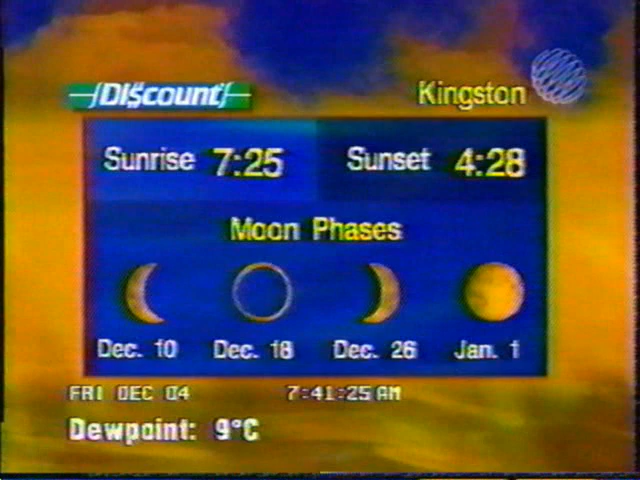 Discount
Kingston
Sunrise 7:25 Sunset 4:28
Moon Phases
Dec. 10 Dec. 18 Dec. 26 Jan. 1
FRI DEC 04 7:41:25 AM
Dewpoint: 9°C